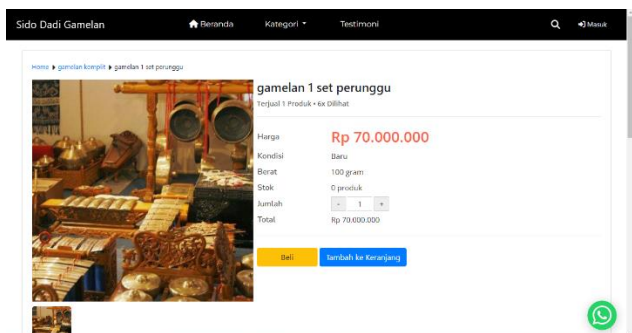 Sido Dadi Gamelan Beranda Kategori Testimoni Masuk
Home gamelan komplit gamelan 1 set perunggu
gamelan 1 set perunggu
Terjual 1 Produk • 6x Dilihat
Harga Rp 70.000.000
Kondisi Baru
Berat 100 gram
Stok 0 produk
Jumlah - 1 +
Total Rp 70.000.000
Beli Tambah ke Keranjang